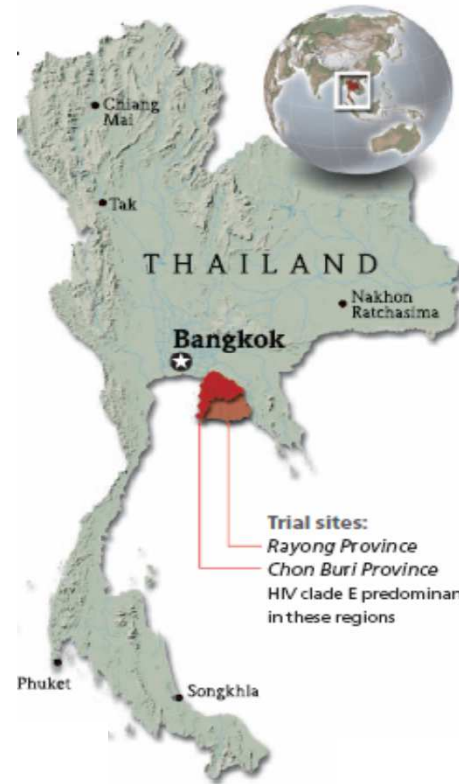 Chiang
Mai
Tak
THAILAND
Nakhon
Ratchasima
Bangkok
Trial sites:
Rayong Province
Chon Buri Province
HIV clade E predominan
in these regions
Phuket
Songkhla